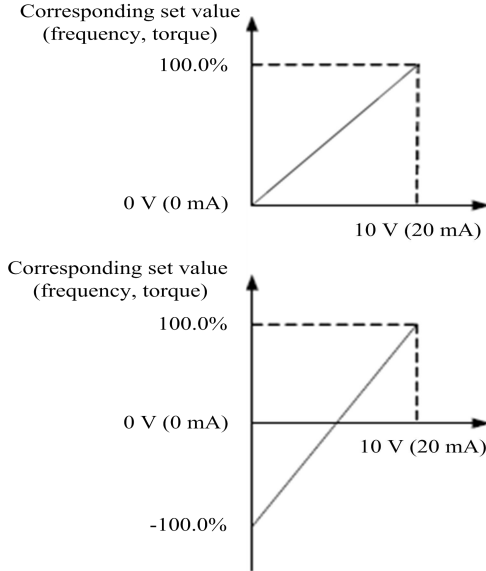 Corresponding set value
(frequency, torque)
100.0%
0 V (0 mA)
10 V (20 mA)
Corresponding set value
(frequency, torque)
100.0%
0 V (0 mA)
10 V (20 mA)
-100.0%